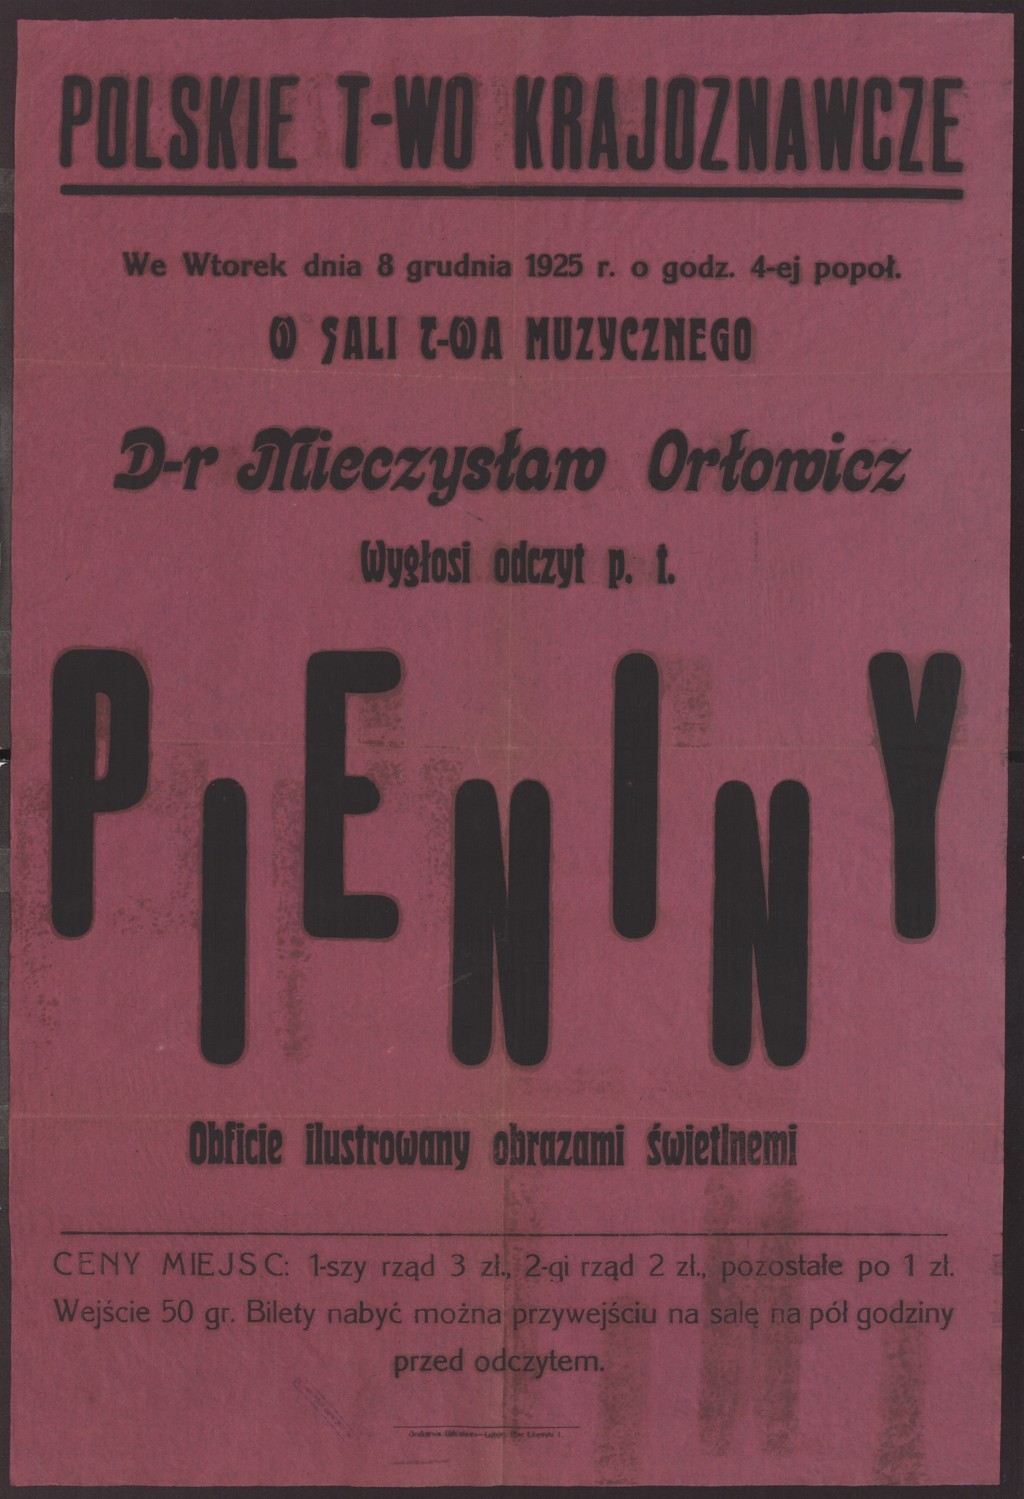 POLSKIE T-WO KRAJOZNAWCZE
We Wtorek dnia 8 grudnia 1925 r. o godz. 4-ej popoł.
W SALI T-WA MUZYCZNEGO
D-r Mieczysław Orłowicz
Wygłosi odczyt p. t.
PIENINY
Obficie ilustrowany obrazami świetlnemi
CENY MIEJSC: 1-szy rząd 3 zł., 2-gi rząd 2 zł., pozostałe po 1 zł.
Wejście 50 gr. Bilety nabyć można przywejściu na salę na pół godziny
przed odczytem.